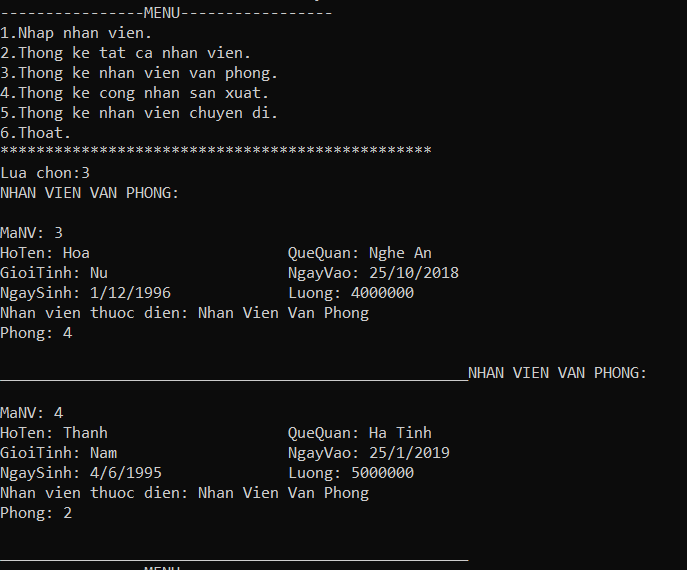 ----------------MENU-----------------
1.Nhap nhan vien.
2.Thong ke tat ca nhan vien.
3.Thong ke nhan vien van phong.
4.Thong ke cong nhan san xuat.
5.Thong ke nhan vien chuyen di.
6.Thoat.
************************************************
Lua chon:3
NHAN VIEN VAN PHONG:
MaNV: 3
HoTen: Hoa QueQuan: Nghe An
GioiTinh: Nu NgayVao: 25/10/2018
NgaySinh: 1/12/1996 Luong: 4000000
Nhan vien thuoc dien: Nhan Vien Van Phong
Phong: 4
____________________________________________________NHAN VIEN VAN PHONG:
MaNV: 4
HoTen: Thanh QueQuan: Ha Tinh
GioiTinh: Nam NgayVao: 25/1/2019
NgaySinh: 4/6/1995 Luong: 5000000
Nhan vien thuoc dien: Nhan Vien Van Phong
Phong: 2
____________________________________________________
MENU